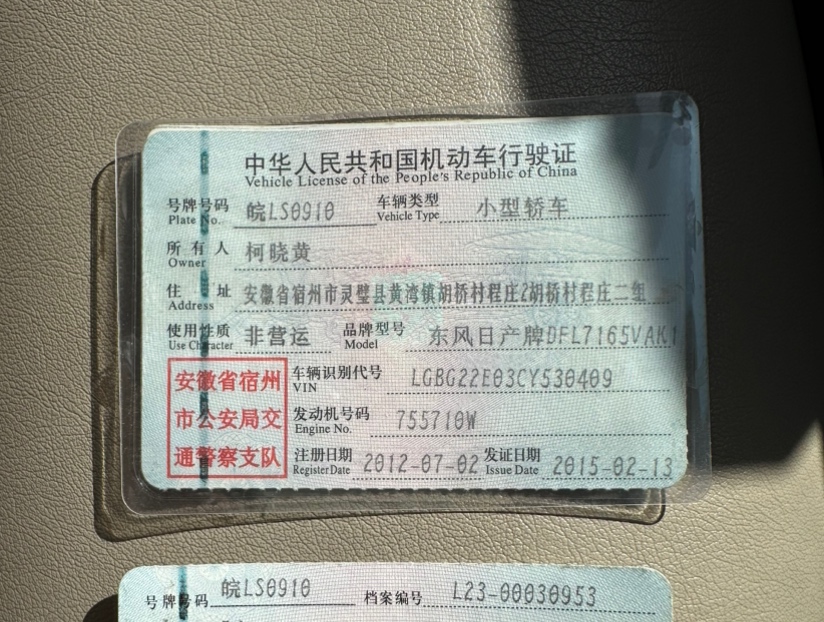 中华人民共和国机动车行驶证
Vehicle License of the People's Republic of China
号牌号码 皖LS0910 车辆类型 小型轿车
Plate No. Vehicle Type
所有人 柯晓黄
Owner
住址 安徽省宿州市灵璧县黄湾镇胡桥村程庄2胡桥村程庄二组
Address
使用性质 非营运 品牌型号 东风日产牌DFL7165VAK1
Use Character Model
安徽省宿州 车辆识别代号 LGBG22E03CY530409
VIN
市公安局交 发动机号码 755710W
Engine No.
通警察支队 注册日期 2012-07-02 发证日期 2015-02-13
Register Date Issue Date
号牌号码 皖LS0910 档案编号 L23-00030953